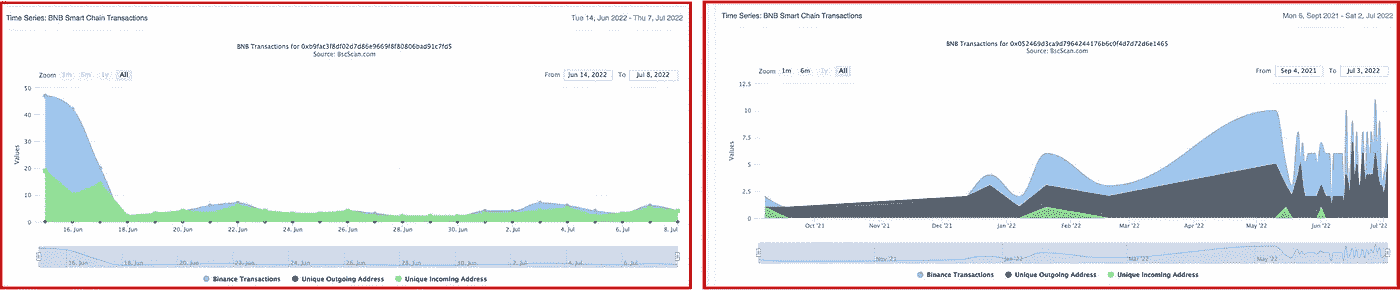 Time Series: BNB Smart Chain Transactions
Tue 14, Jun 2022 - Thu 7, Jul 2022
BNB Transactions for 0xb9fac3f8df02d7d86e9669f8f80806bad91c7fd5
Source: BscScan.com
Zoom 1m 6m 1y All
From Jun 14, 2022 To Jul 8, 2022
50
40
30
20
10
0
Values
16. Jun 18. Jun 20. Jun 22. Jun 24. Jun 26. Jun 28. Jun 30. Jun 2. Jul 4. Jul 6. Jul 8. Jul
16. Jun 18. Jun 20. Jun 22. Jun 24. Jun 26. Jun 28. Jun 30. Jun 2. Jul 4. Jul 6. Jul
Binance Transactions Unique Outgoing Address Unique Incoming Address
Time Series: BNB Smart Chain Transactions
Mon 6, Sept 2021 - Sat 2, Jul 2022
BNB Transactions for 0x052469d3ca9d7964244176b6c0f4d7d72d6e1465
Source: BscScan.com
Zoom 1m 6m 1y All
From Sep 4, 2021 To Jul 3, 2022
12.5
10
7.5
5
2.5
0
Values
Oct '21 Nov '21 Dec '21 Jan '22 Feb '22 Mar '22 Apr '22 May '22 Jun '22 Jul '22
Nov '21 Jan '22 Mar '22 May '22
Binance Transactions Unique Outgoing Address Unique Incoming Address